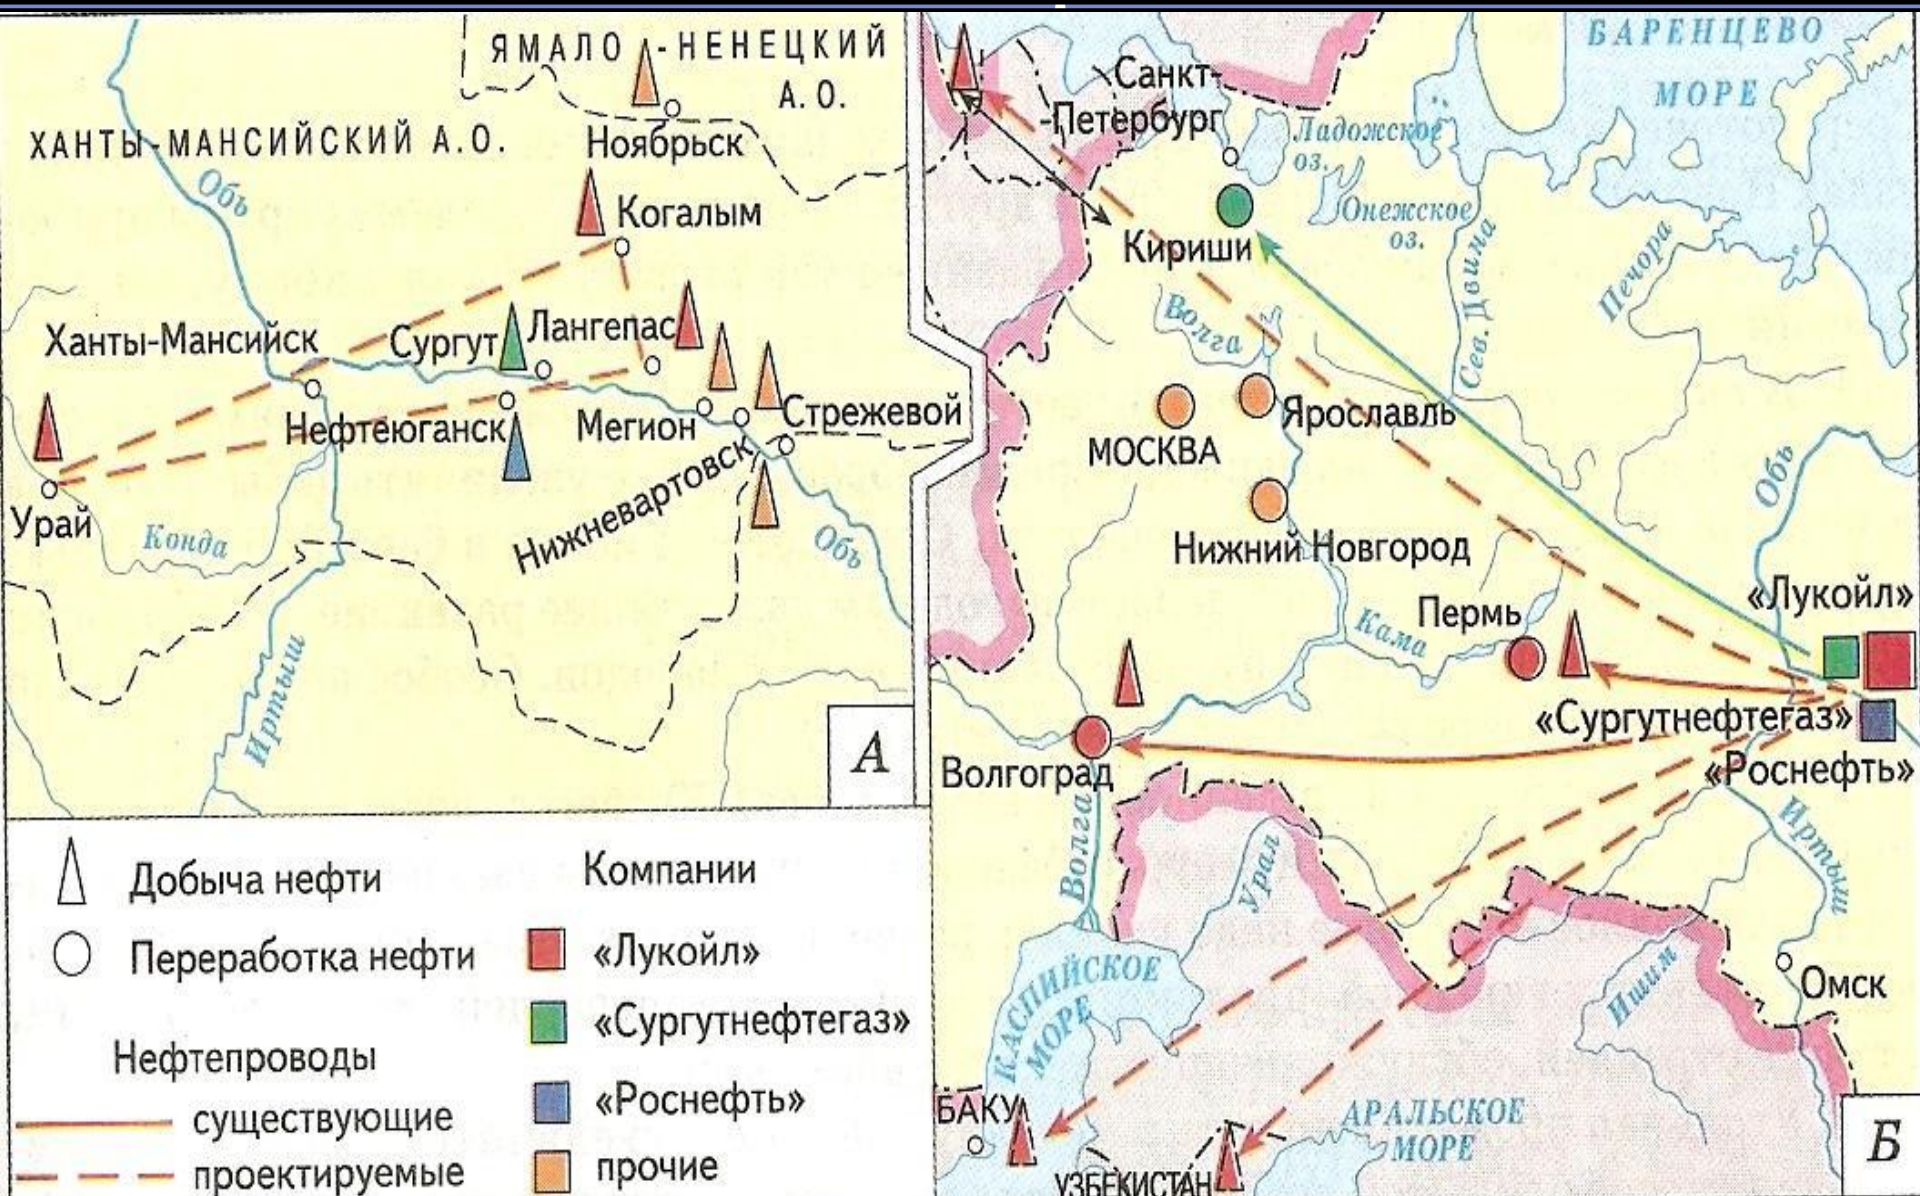 ЯМАЛО-НЕНЕЦКИЙ
А.О.
ХАНТЫ-МАНСИЙСКИЙ А.О.
Ноябрьск
Обь
Когалым
Ханты-Мансийск
Сургут
Лангепас
Нефтеюганск
Мегион
Стрежевой
Нижневартовск
Урай
Конда
Обь
Иртыш
А
Добыча нефти
Переработка нефти
Нефтепроводы
существующие
проектируемые
Компании
«Лукойл»
«Сургутнефтегаз»
«Роснефть»
прочие
БАРЕНЦЕВО
МОРЕ
Санкт-
-Петербург
Ладожское
оз.
Онежское
оз.
Кириши
Сев. Двина
Печора
Волга
Ярославль
МОСКВА
Обь
Нижний Новгород
«Лукойл»
Пермь
Кама
«Сургутнефтегаз»
«Роснефть»
Волгоград
Волга
Урал
Иртыш
КАСПИЙСКОЕ
МОРЕ
Ишим
Омск
БАКУ
АРАЛЬСКОЕ
МОРЕ
УЗБЕКИСТАН
Б